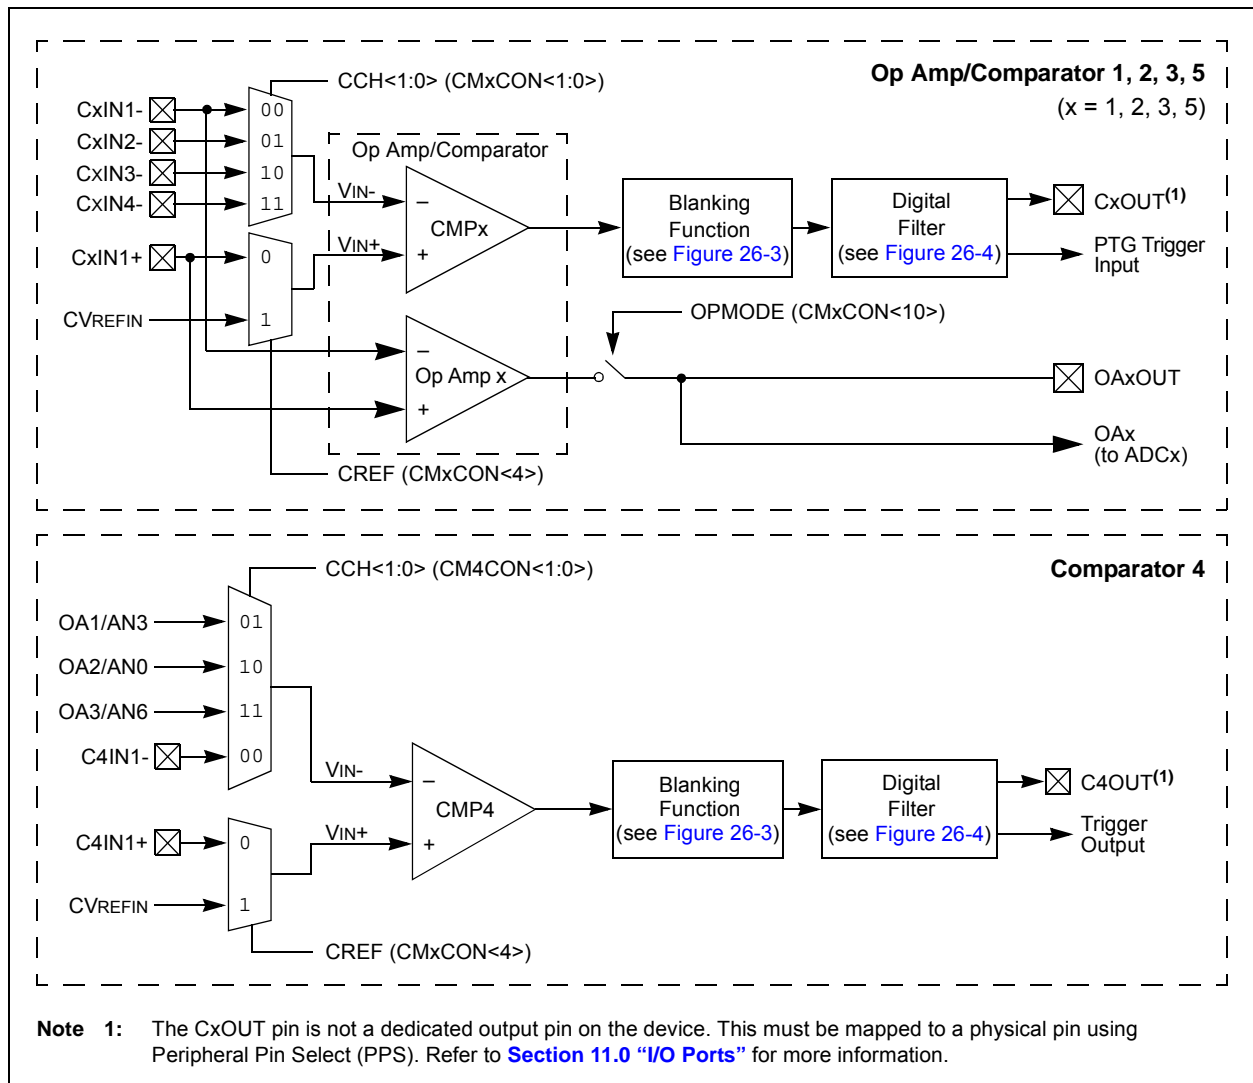 Op Amp/Comparator 1, 2, 3, 5
(x = 1, 2, 3, 5)
CCH<1:0> (CMxCON<1:0>)
CxIN1-
00
CxIN2-
01
CxIN3-
10
CxIN4-
11
Op Amp/Comparator
VIN-
–
CMPx
VIN+
+
CxIN1+
0
CVREFIN
1
Blanking
Function
(see Figure 26-3)
Digital
Filter
(see Figure 26-4)
CxOUT(1)
PTG Trigger
Input
OPMODE (CMxCON<10>)
–
Op Amp x
+
OAxOUT
OAx
(to ADCx)
CREF (CMxCON<4>)
Comparator 4
CCH<1:0> (CM4CON<1:0>)
OA1/AN3
01
OA2/AN0
10
OA3/AN6
11
C4IN1-
00
VIN-
–
CMP4
VIN+
+
C4IN1+
0
CVREFIN
1
Blanking
Function
(see Figure 26-3)
Digital
Filter
(see Figure 26-4)
C4OUT(1)
Trigger
Output
CREF (CMxCON<4>)
Note 1: The CxOUT pin is not a dedicated output pin on the device. This must be mapped to a physical pin using
Peripheral Pin Select (PPS). Refer to Section 11.0 “I/O Ports” for more information.